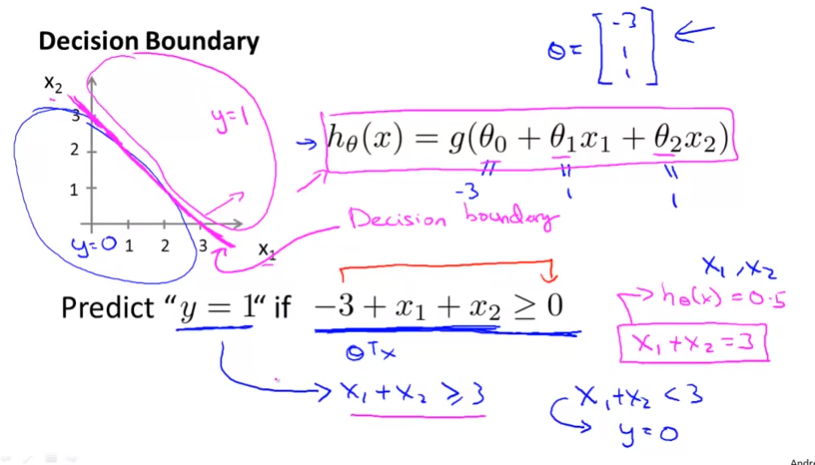 Decision Boundary
θ = [-3 1 1]
x₂
3
2
1
y=1
y=0
1 2 3
x₁
hθ(x) = g(θ₀ + θ₁x₁ + θ₂x₂)
-3 1 1
Decision boundary
Predict “y = 1“ if −3 + x₁ + x₂ ≥ 0
θᵀx
x₁ + x₂ ≥ 3
x₁, x₂
hθ(x) = 0.5
x₁ + x₂ = 3
x₁ + x₂ < 3
y=0
Andre